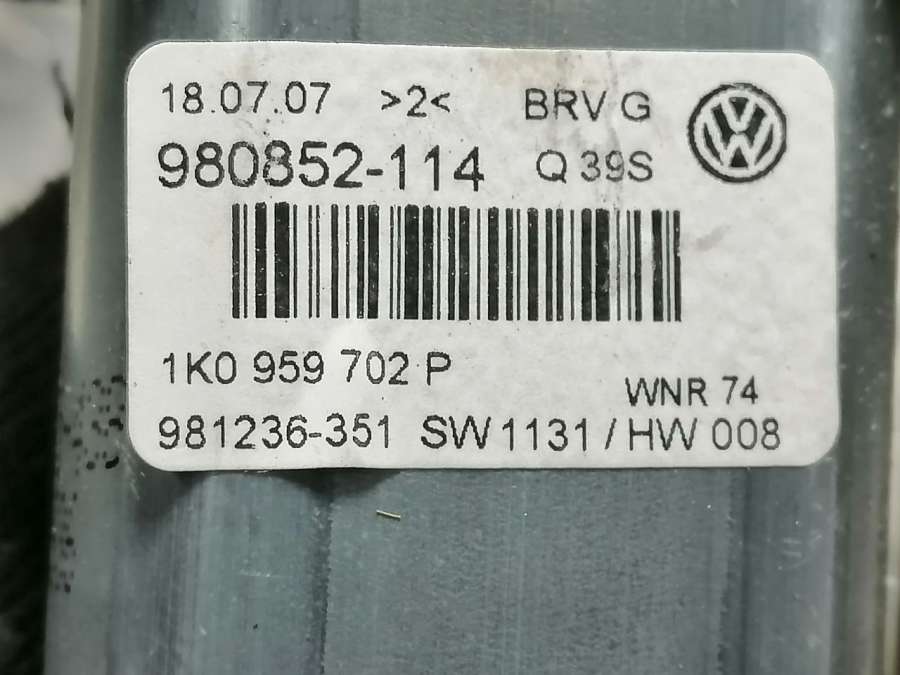 18.07.07 >2< BRV G
980852-114 Q 39S
1K0 959 702 P
WNR 74
981236-351 SW 1131 / HW 008